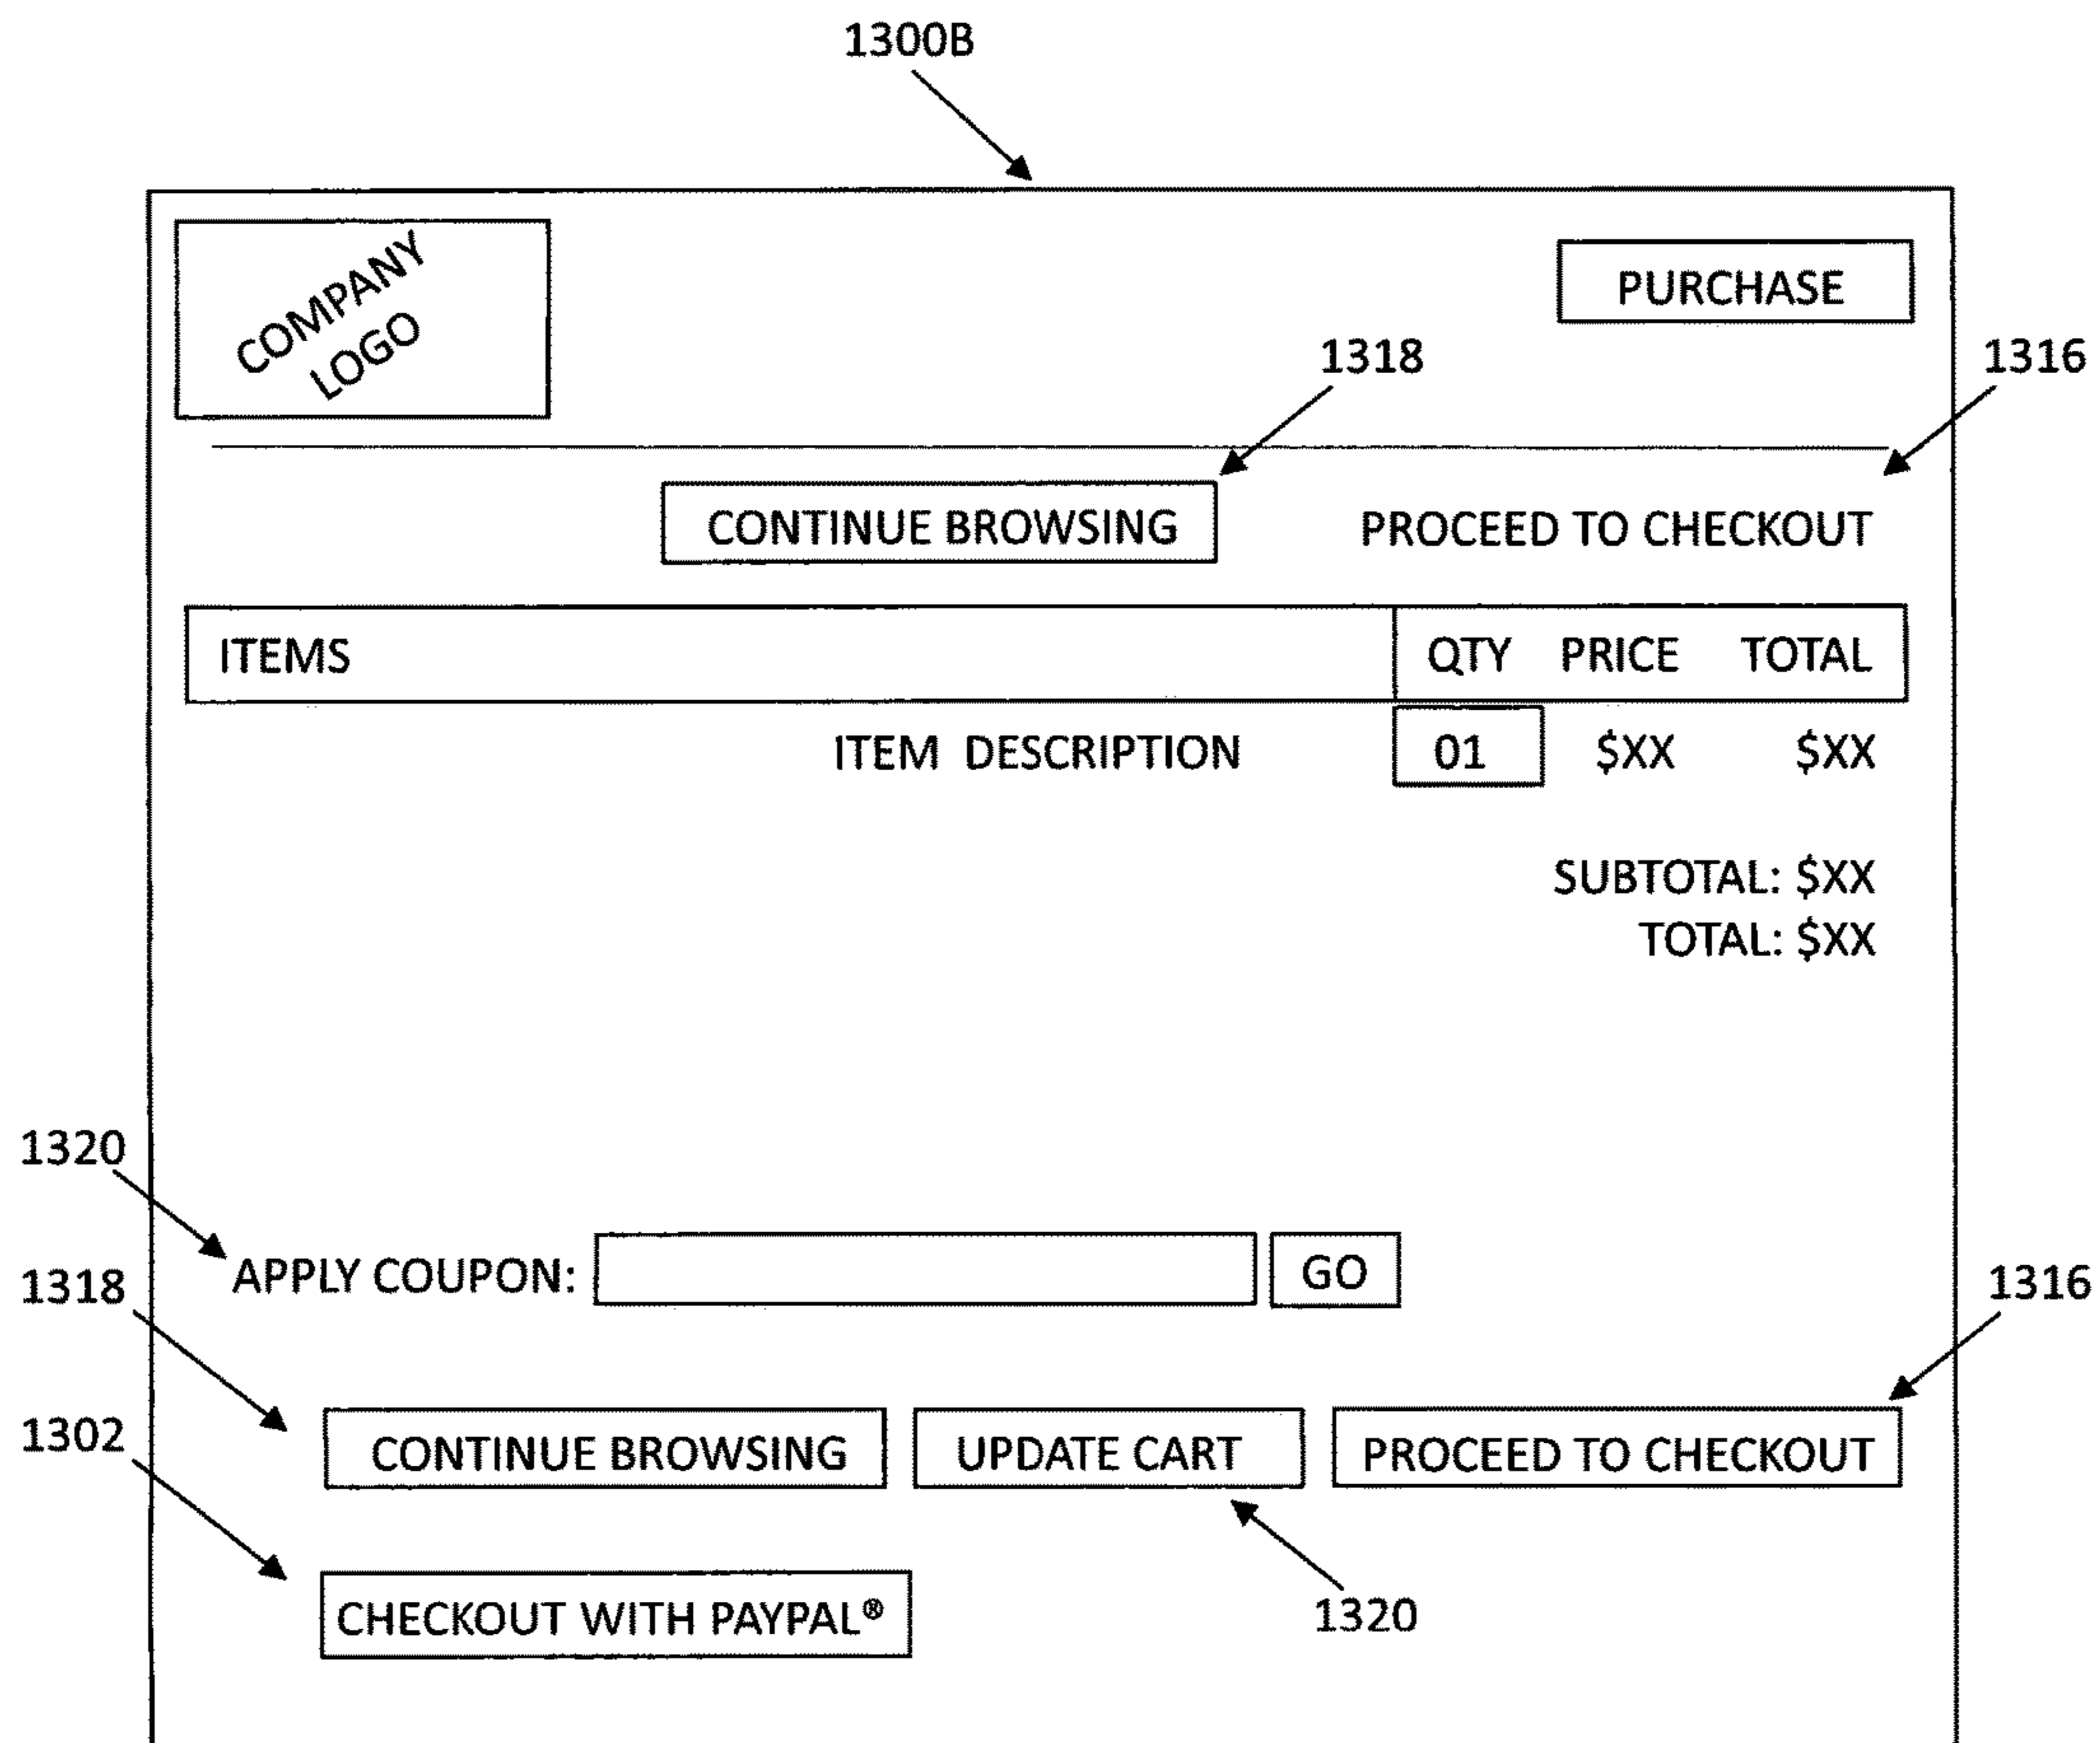 1300B
COMPANY
LOGO
PURCHASE
1318
1316
CONTINUE BROWSING
PROCEED TO CHECKOUT
ITEMS QTY PRICE TOTAL
ITEM DESCRIPTION 01 $XX $XX
SUBTOTAL: $XX
TOTAL: $XX
1320
APPLY COUPON: GO
1318
1316
1302
CONTINUE BROWSING UPDATE CART PROCEED TO CHECKOUT
CHECKOUT WITH PAYPAL®
1320